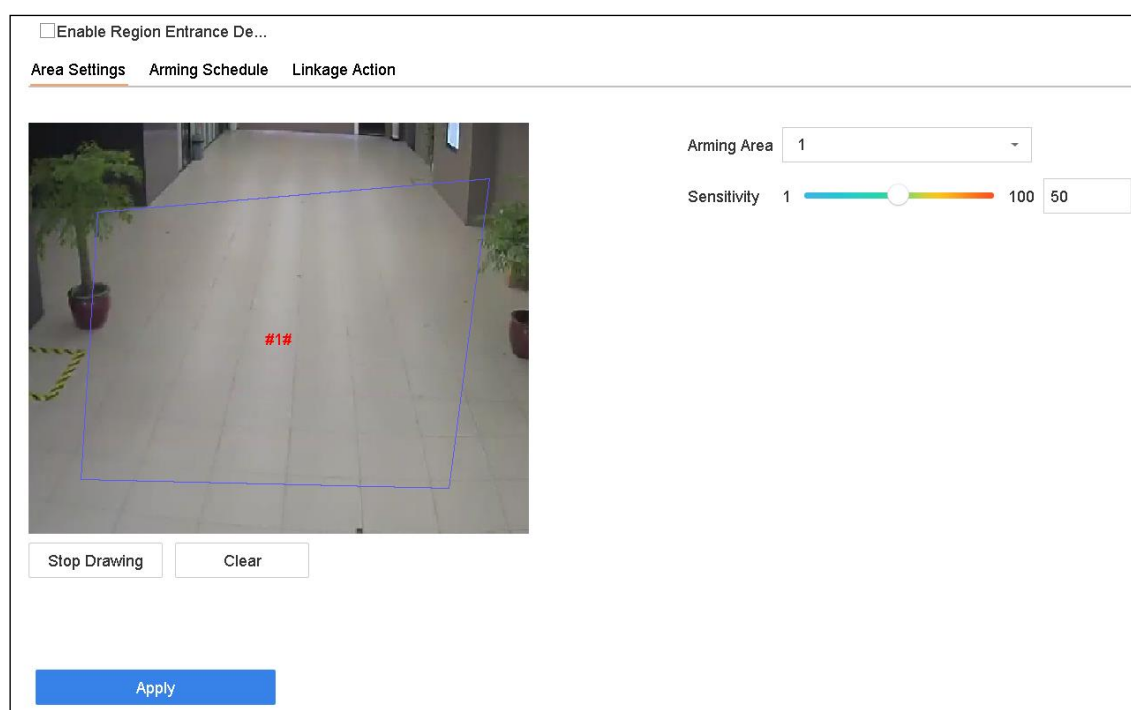 Enable Region Entrance De...
Area Settings Arming Schedule Linkage Action
Arming Area 1
Sensitivity 1 100 50
#1#
Stop Drawing Clear
Apply